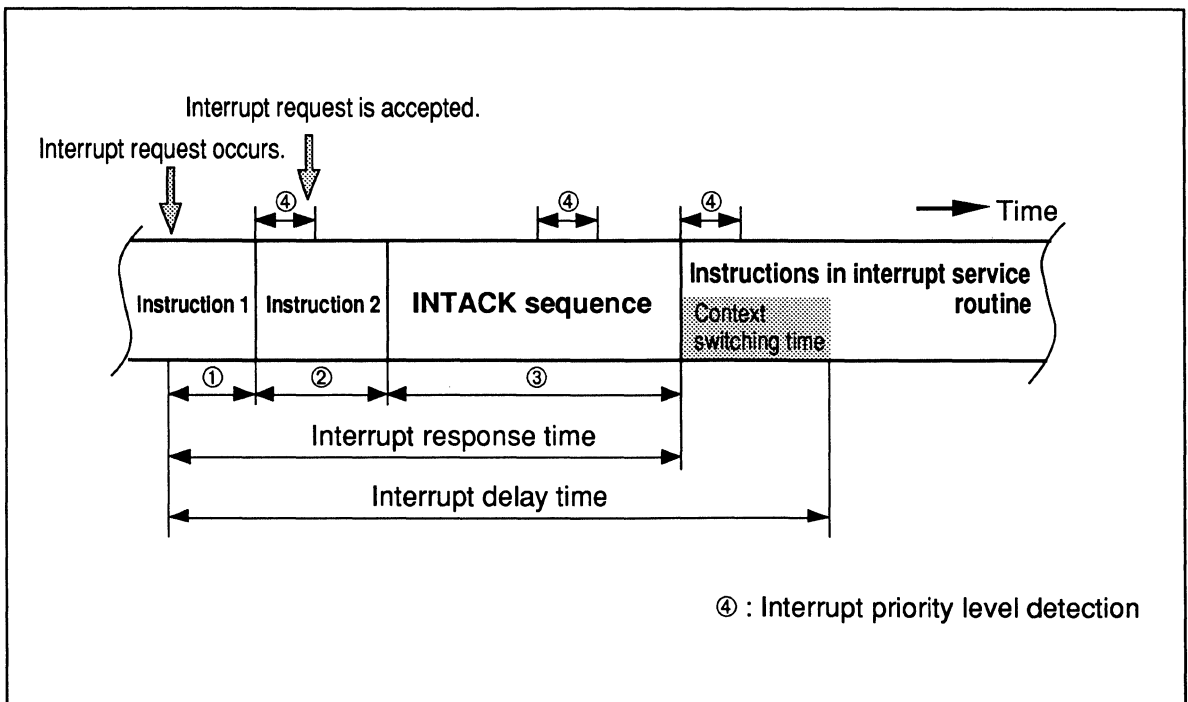 Interrupt request is accepted.
Interrupt request occurs.
④
④
④
Time
Instruction 1
Instruction 2
INTACK sequence
Instructions in interrupt service
routine
Context
switching time
①
②
③
Interrupt response time
Interrupt delay time
④ : Interrupt priority level detection